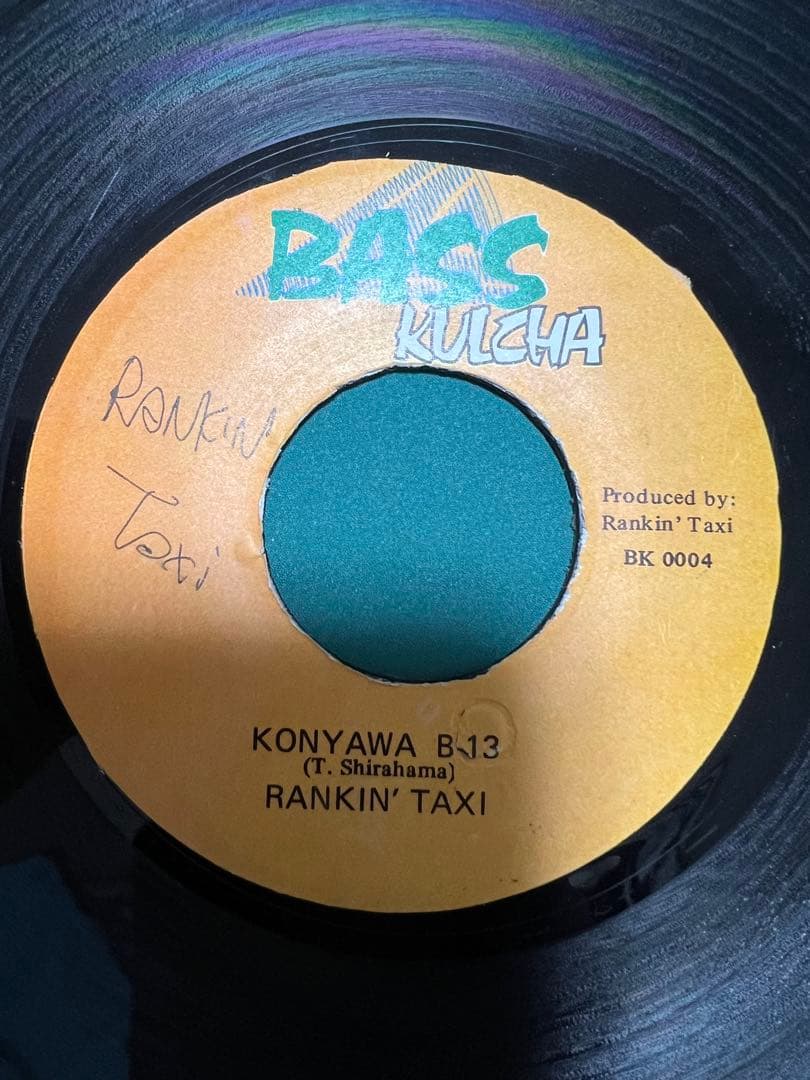 BASS
KULCHA
RANKIN
Taxi
Produced by:
Rankin' Taxi
BK 0004
KONYAWA B-13
(T. Shirahama)
RANKIN' TAXI